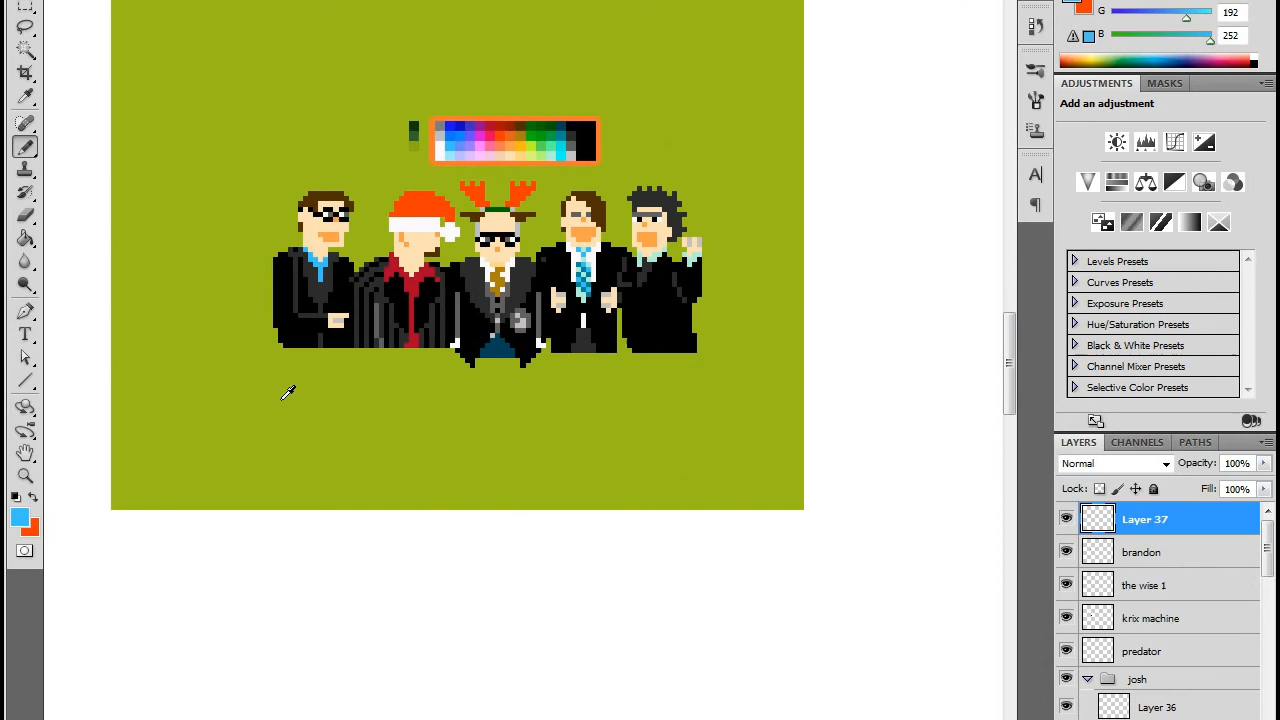 G 192
B 252
ADJUSTMENTS MASKS
Add an adjustment
Levels Presets
Curves Presets
Exposure Presets
Hue/Saturation Presets
Black & White Presets
Channel Mixer Presets
Selective Color Presets
LAYERS CHANNELS PATHS
Normal Opacity: 100%
Lock: Fill: 100%
Layer 37
brandon
the wise 1
krix machine
predator
josh
Layer 36